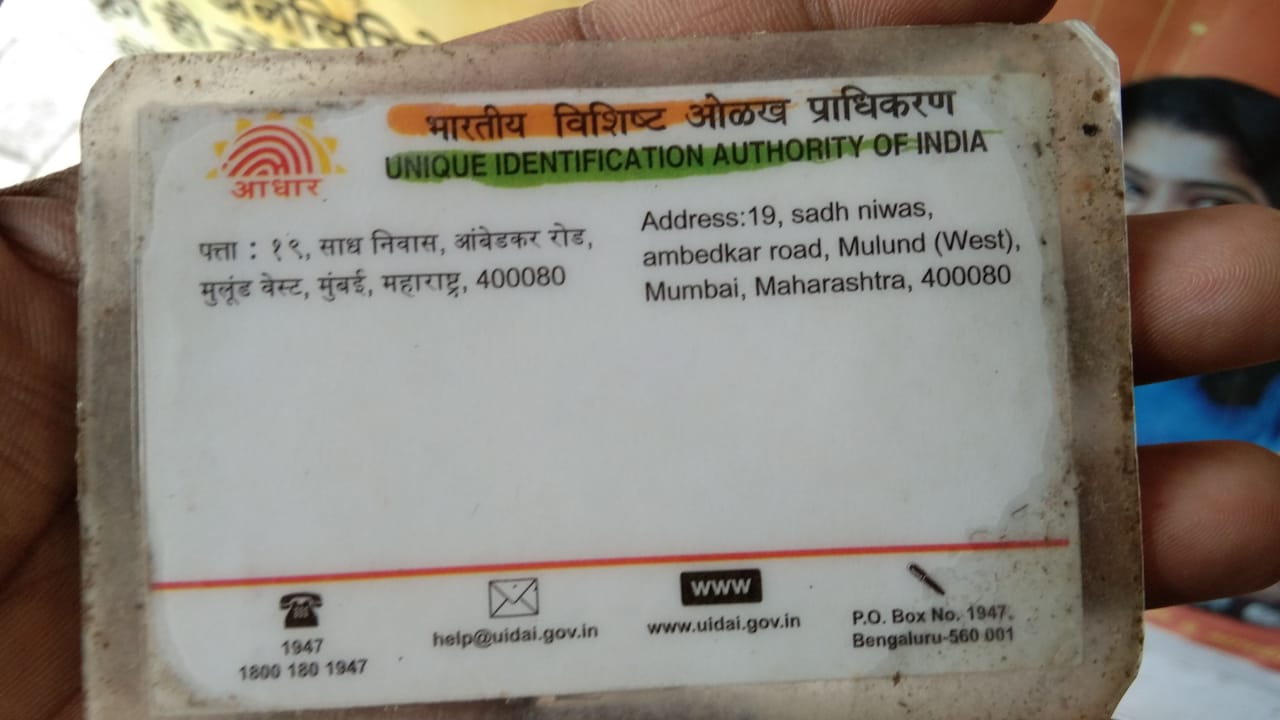 आधार
भारतीय विशिष्ट ओळख प्राधिकरण
UNIQUE IDENTIFICATION AUTHORITY OF INDIA
पत्ता : १९, साध निवास, आंबेडकर रोड,
मुलूंड वेस्ट, मुंबई, महाराष्ट्र, 400080
Address:19, sadh niwas,
ambedkar road, Mulund (West),
Mumbai, Maharashtra, 400080
1947
1800 180 1947
help@uidai.gov.in
www
www.uidai.gov.in
P.O. Box No. 1947,
Bengaluru-560 001